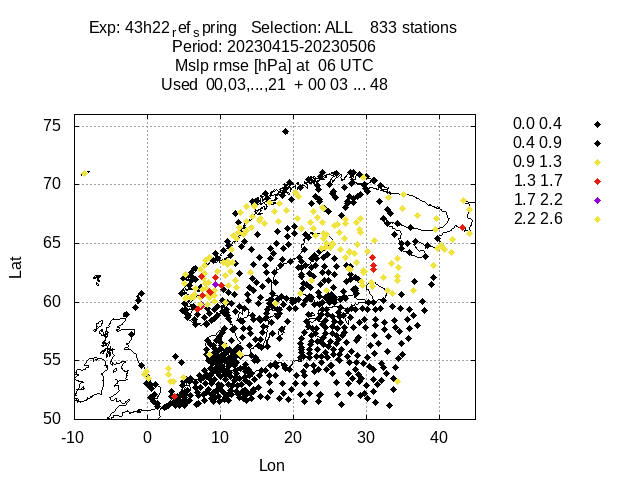 Exp: 43h22ref_spring Selection: ALL 833 stations
Period: 20230415-20230506
Mslp rmse [hPa] at 06 UTC
Used 00,03,...,21 + 00 03 ... 48
75
70
65
60
55
50
Lat
-10 0 10 20 30 40
Lon
0.0 0.4
0.4 0.9
0.9 1.3
1.3 1.7
1.7 2.2
2.2 2.6